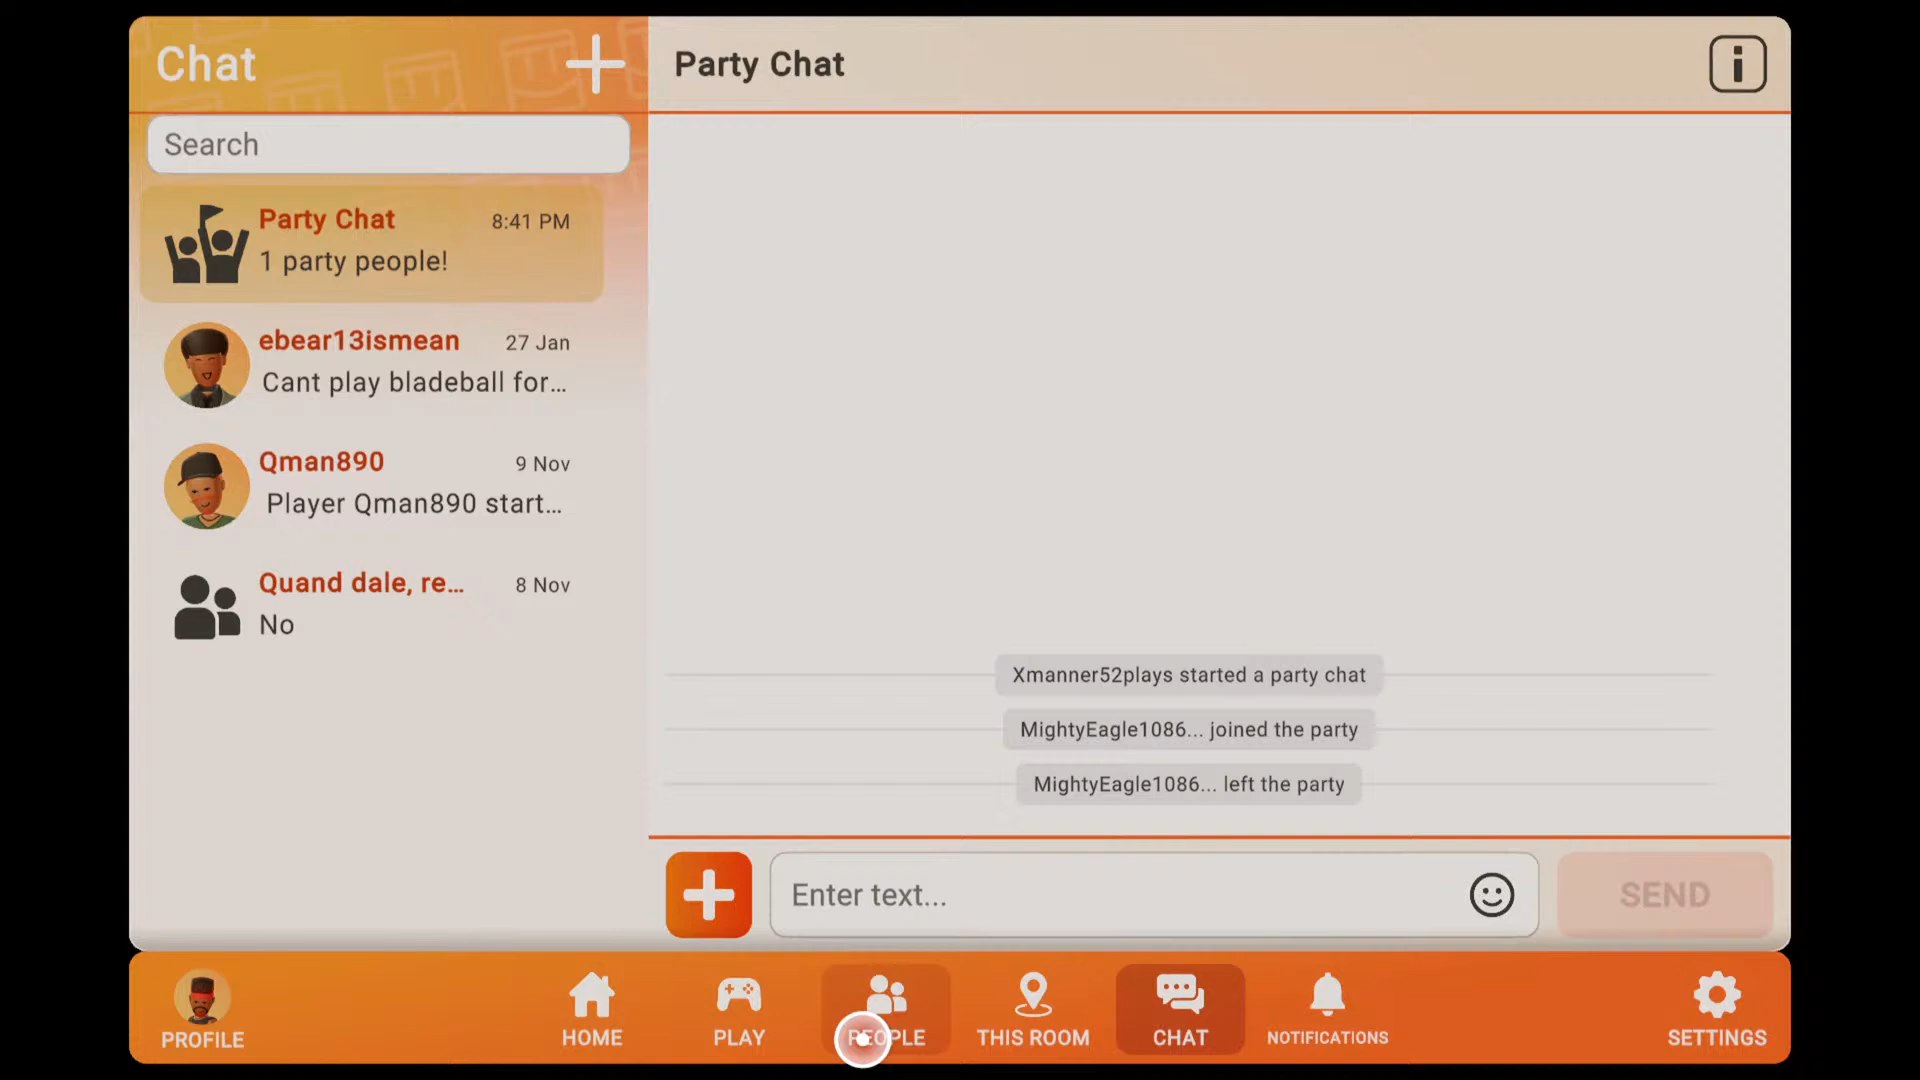 Chat
Search
Party Chat
8:41 PM
1 party people!
ebear13ismean
27 Jan
Cant play bladeball for...
Qman890
9 Nov
Player Qman890 start...
Quand dale, re...
8 Nov
No
Party Chat
Xmanner52plays started a party chat
MightyEagle1086... joined the party
MightyEagle1086... left the party
Enter text...
SEND
PROFILE
HOME
PLAY
PEOPLE
THIS ROOM
CHAT
NOTIFICATIONS
SETTINGS